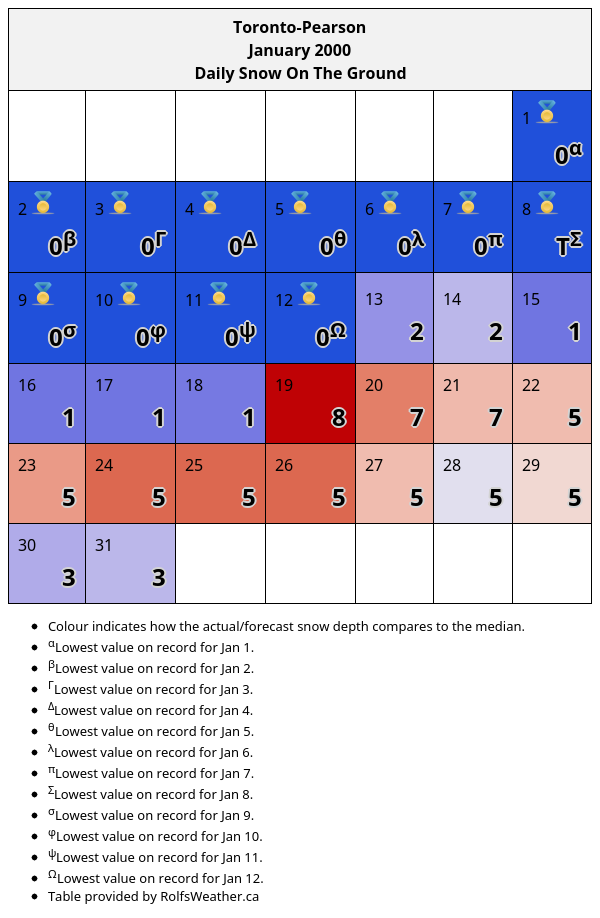 Toronto-Pearson
January 2000
Daily Snow On The Ground
1
0α
2 3 4 5 6 7 8
0β 0Γ 0Δ 0θ 0λ 0π TΣ
9 10 11 12 13 14 15
0σ 0φ 0ψ 0Ω 2 2 1
16 17 18 19 20 21 22
1 1 1 8 7 7 5
23 24 25 26 27 28 29
5 5 5 5 5 5 5
30 31
3 3
• Colour indicates how the actual/forecast snow depth compares to the median.
• αLowest value on record for Jan 1.
• βLowest value on record for Jan 2.
• ΓLowest value on record for Jan 3.
• ΔLowest value on record for Jan 4.
• θLowest value on record for Jan 5.
• λLowest value on record for Jan 6.
• πLowest value on record for Jan 7.
• ΣLowest value on record for Jan 8.
• σLowest value on record for Jan 9.
• φLowest value on record for Jan 10.
• ψLowest value on record for Jan 11.
• ΩLowest value on record for Jan 12.
• Table provided by RolfsWeather.ca